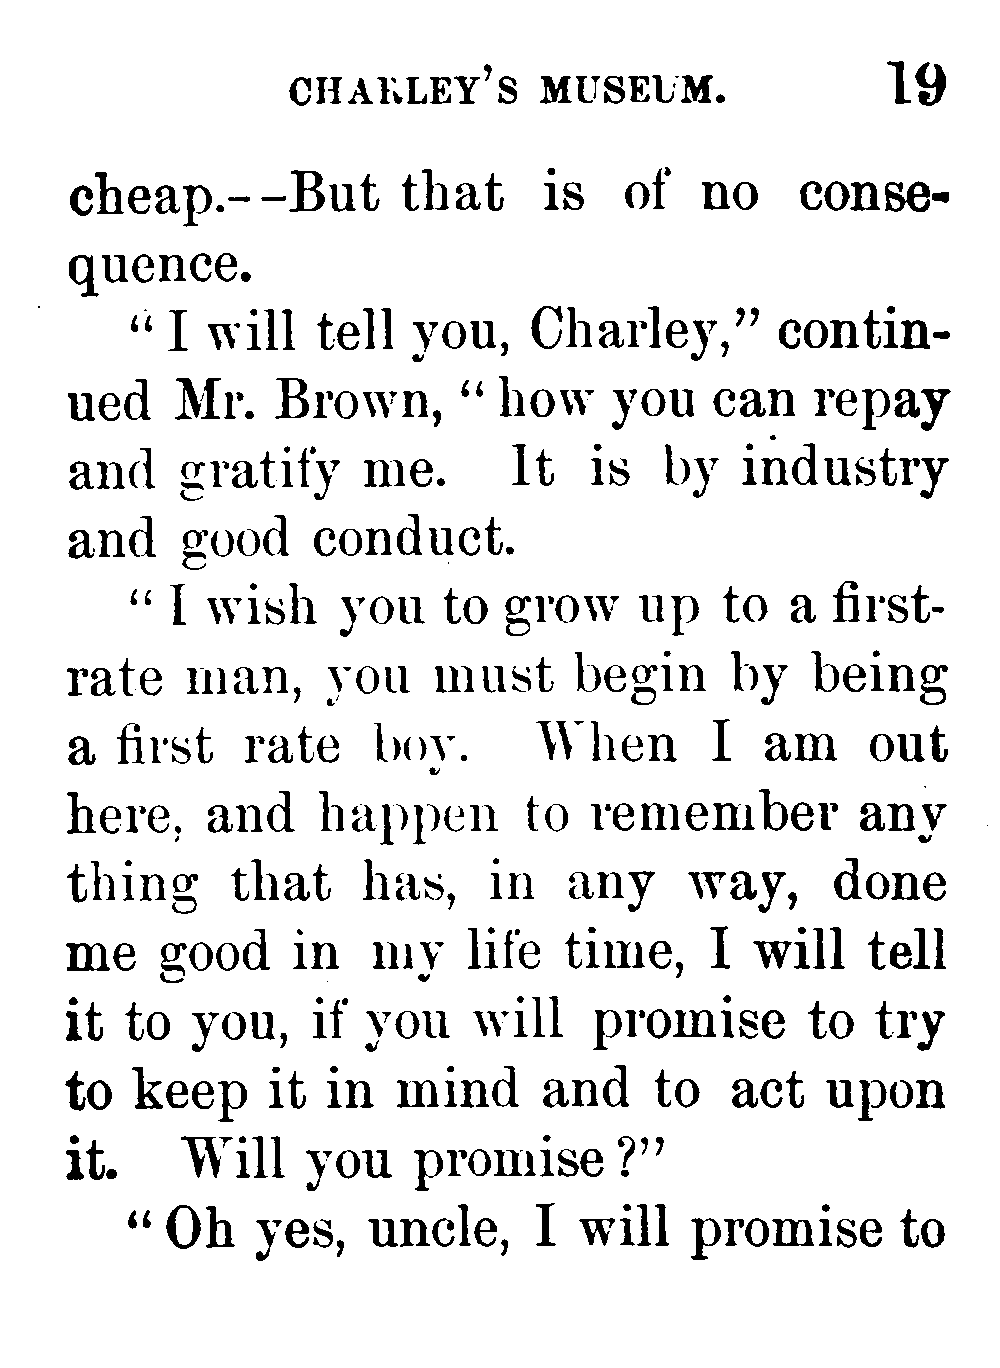 CHARLEY'S MUSEUM. 19
cheap.--But that is of no conse-
quence.
" I will tell you, Charley," contin-
ued Mr. Brown, " how you can repay
and gratify me. It is by industry
and good conduct.
" I wish you to grow up to a first-
rate man, you must begin by being
a first rate boy. When I am out
here, and happen to remember any
thing that has, in any way, done
me good in my life time, I will tell
it to you, if you will promise to try
to keep it in mind and to act upon
it. Will you promise ?"
" Oh yes, uncle, I will promise to